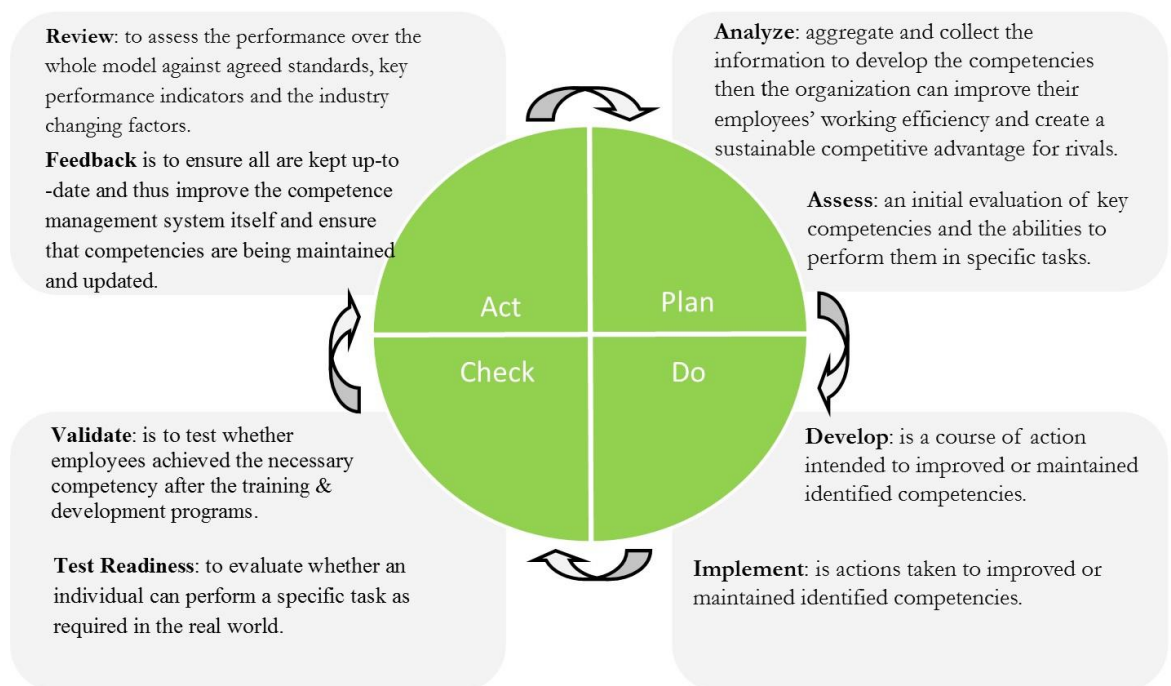 Review: to assess the performance over the
whole model against agreed standards, key
performance indicators and the industry
changing factors.
Feedback is to ensure all are kept up-to
-date and thus improve the competence
management system itself and ensure
that competencies are being maintained
and updated.
Analyze: aggregate and collect the
information to develop the competencies
then the organization can improve their
employees’ working efficiency and create a
sustainable competitive advantage for rivals.
Assess: an initial evaluation of key
competencies and the abilities to
perform them in specific tasks.
Act
Plan
Check
Do
Validate: is to test whether
employees achieved the necessary
competency after the training &
development programs.
Test Readiness: to evaluate whether an
individual can perform a specific task as
required in the real world.
Develop: is a course of action
intended to improved or maintained
identified competencies.
Implement: is actions taken to improved or
maintained identified competencies.